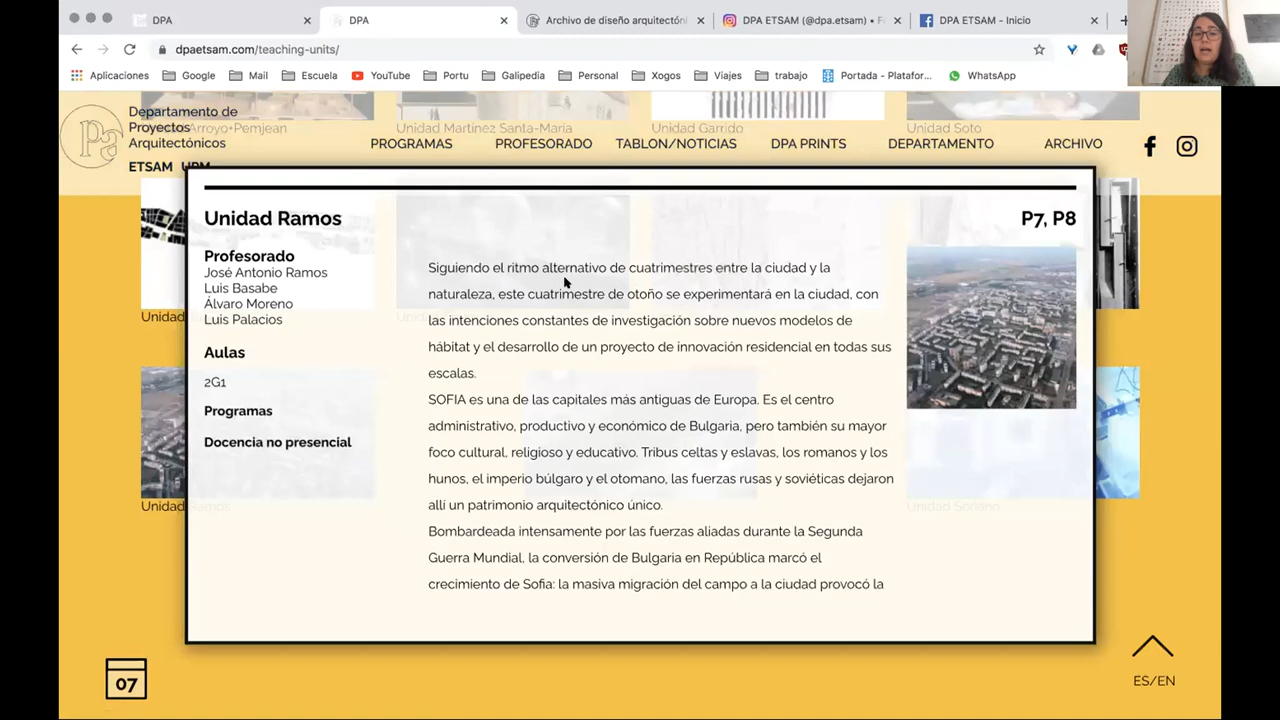 DPA
DPA
Archivo de diseño arquitectóni
DPA ETSAM (@dpa.etsam) • F
DPA ETSAM - Inicio
dpaetsam.com/teaching-units/
Aplicaciones
Google
Mail
Escuela
YouTube
Portu
Galipedia
Personal
Xogos
Viajes
trabajo
Portada - Platafor...
WhatsApp
Departamento de
Proyectos
Arquitectónicos
ETSAM UPM
pa
Arroyo+Pemjean
Unidad Martínez Santa-María
Unidad Garrido
Unidad Soto
PROGRAMAS
PROFESORADO
TABLON/NOTICIAS
DPA PRINTS
DEPARTAMENTO
ARCHIVO
Unidad Ramos
P7, P8
Profesorado
José Antonio Ramos
Luis Basabe
Álvaro Moreno
Luis Palacios
Aulas
2G1
Programas
Docencia no presencial
Siguiendo el ritmo alternativo de cuatrimestres entre la ciudad y la
naturaleza, este cuatrimestre de otoño se experimentará en la ciudad, con
las intenciones constantes de investigación sobre nuevos modelos de
hábitat y el desarrollo de un proyecto de innovación residencial en todas sus
escalas.
SOFIA es una de las capitales más antiguas de Europa. Es el centro
administrativo, productivo y económico de Bulgaria, pero también su mayor
foco cultural, religioso y educativo. Tribus celtas y eslavas, los romanos y los
hunos, el imperio búlgaro y el otomano, las fuerzas rusas y soviéticas dejaron
allí un patrimonio arquitectónico único.
Bombardeada intensamente por las fuerzas aliadas durante la Segunda
Guerra Mundial, la conversión de Bulgaria en República marcó el
crecimiento de Sofia: la masiva migración del campo a la ciudad provocó la
Unidad
Unidad Ramos
Unidad Soriano
07
ES/EN